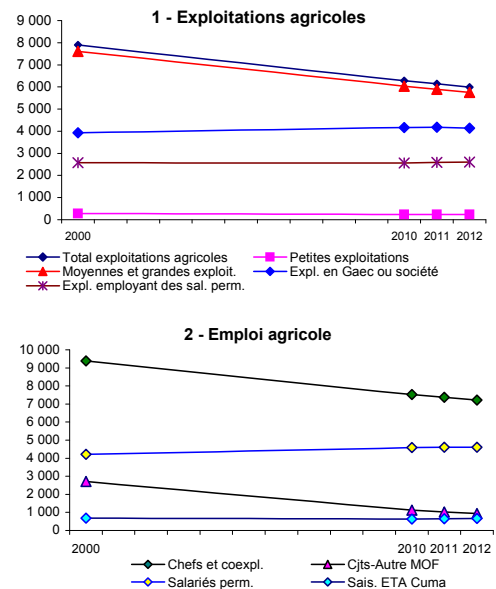 1 - Exploitations agricoles
9 000
8 000
7 000
6 000
5 000
4 000
3 000
2 000
1 000
0
2000 2010 2011 2012
Total exploitations agricoles Petites exploitations
Moyennes et grandes exploit. Expl. en Gaec ou société
Expl. employant des sal. perm.
2 - Emploi agricole
10 000
9 000
8 000
7 000
6 000
5 000
4 000
3 000
2 000
1 000
0
2000 2010 2011 2012
Chefs et coexpl. Cjts-Autre MOF
Salariés perm. Sais. ETA Cuma